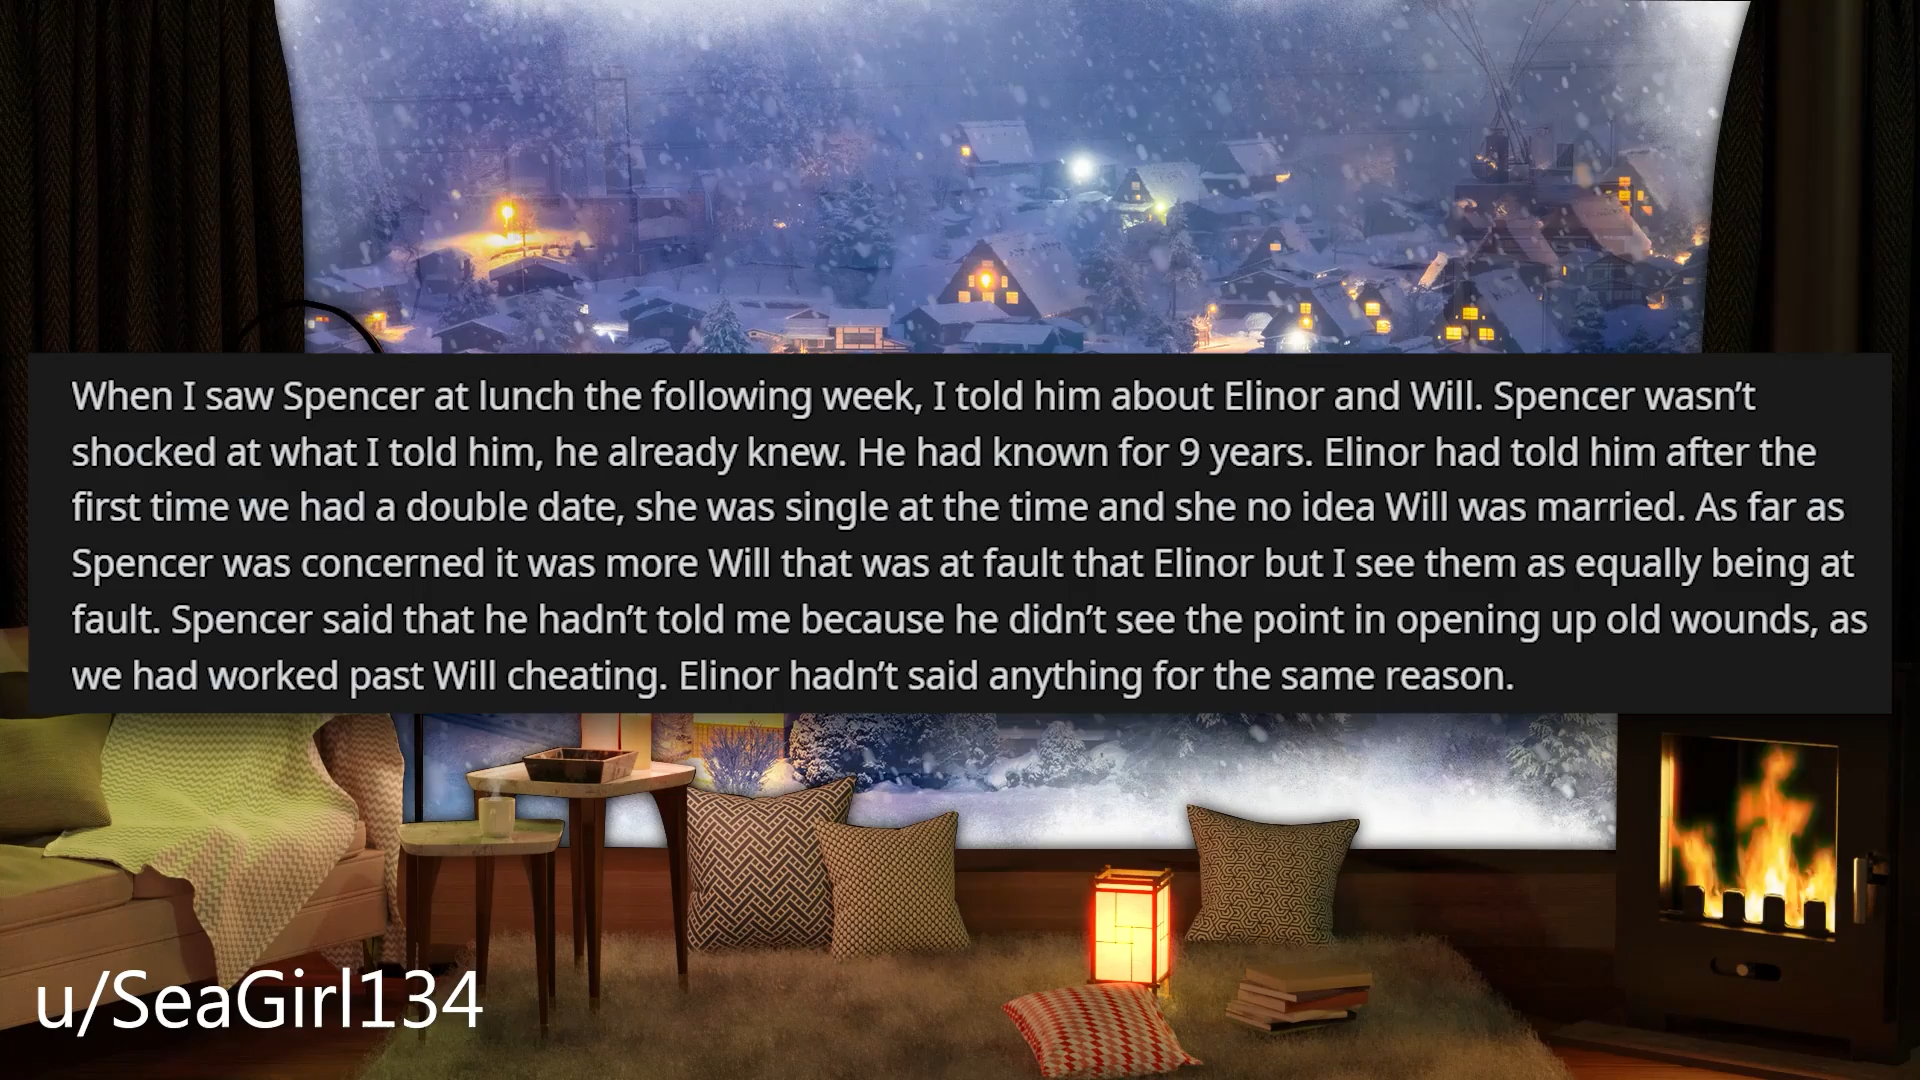 When I saw Spencer at lunch the following week, I told him about Elinor and Will. Spencer wasn’t
shocked at what I told him, he already knew. He had known for 9 years. Elinor had told him after the
first time we had a double date, she was single at the time and she no idea Will was married. As far as
Spencer was concerned it was more Will that was at fault that Elinor but I see them as equally being at
fault. Spencer said that he hadn’t told me because he didn’t see the point in opening up old wounds, as
we had worked past Will cheating. Elinor hadn’t said anything for the same reason.
u/SeaGirl134